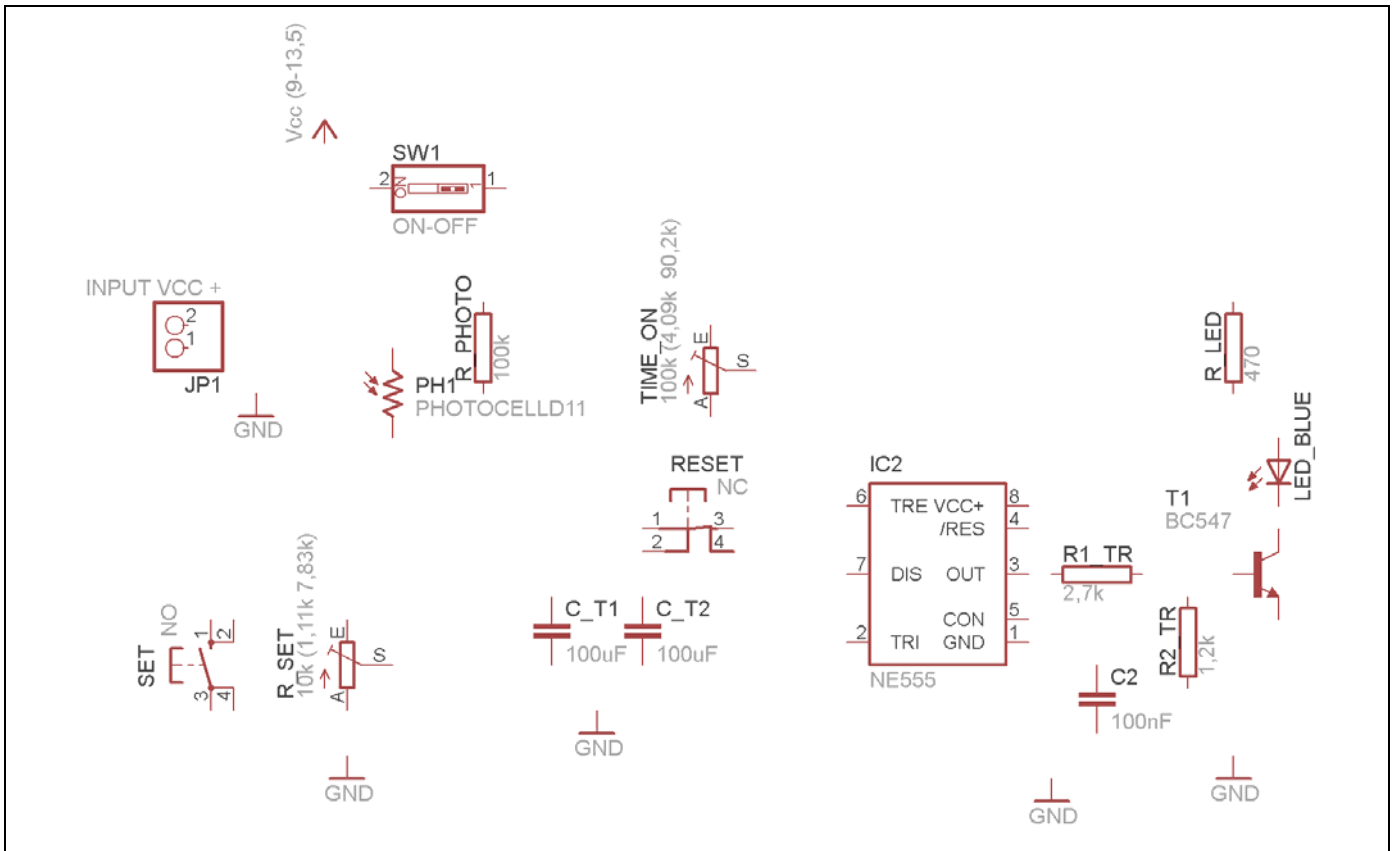 Vcc (9-13,5)
SW1
2
ON
1
1
ON-OFF
INPUT VCC +
2
1
JP1
GND
R_PHOTO
100k
PH1
PHOTOCELLD11
TIME_ON
100k (4,09k 90,2k)
E
S
A
R_LED
470
LED_BLUE
RESET
NC
1
3
2
4
IC2
6
TRE
VCC+
8
/RES
4
7
DIS
OUT
3
CON
5
2
TRI
GND
1
NE555
T1
BC547
R1_TR
2,7k
R2_TR
1,2k
C2
100nF
SET
NO
1
2
3
4
R_SET
10k (1,11k 7,83k)
E
S
A
C_T1
100uF
C_T2
100uF
GND
GND
GND
GND